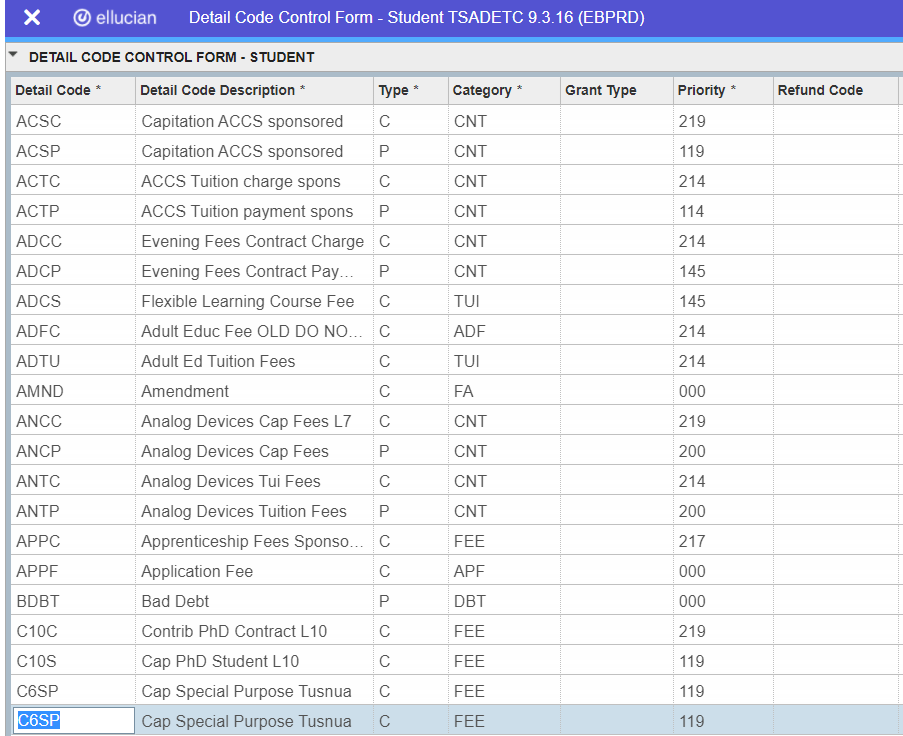 ellucian Detail Code Control Form - Student TSADETC 9.3.16 (EBPRD)
DETAIL CODE CONTROL FORM - STUDENT
Detail Code * Detail Code Description * Type * Category * Grant Type Priority * Refund Code
ACSC Capitation ACCS sponsored C CNT 219
ACSP Capitation ACCS sponsored P CNT 119
ACTC ACCS Tuition charge spons C CNT 214
ACTP ACCS Tuition payment spons P CNT 114
ADCC Evening Fees Contract Charge C CNT 214
ADCP Evening Fees Contract Pay... P CNT 145
ADCS Flexible Learning Course Fee C TUI 145
ADFC Adult Educ Fee OLD DO NO... C ADF 214
ADTU Adult Ed Tuition Fees C TUI 214
AMND Amendment C FA 000
ANCC Analog Devices Cap Fees L7 C CNT 219
ANCP Analog Devices Cap Fees P CNT 200
ANTC Analog Devices Tui Fees C CNT 214
ANTP Analog Devices Tuition Fees P CNT 200
APPC Apprenticeship Fees Sponso... C FEE 217
APPF Application Fee C APF 000
BDBT Bad Debt P DBT 000
C10C Contrib PhD Contract L10 C FEE 219
C10S Cap PhD Student L10 C FEE 119
C6SP Cap Special Purpose Tusnua C FEE 119
C6SP Cap Special Purpose Tusnua C FEE 119